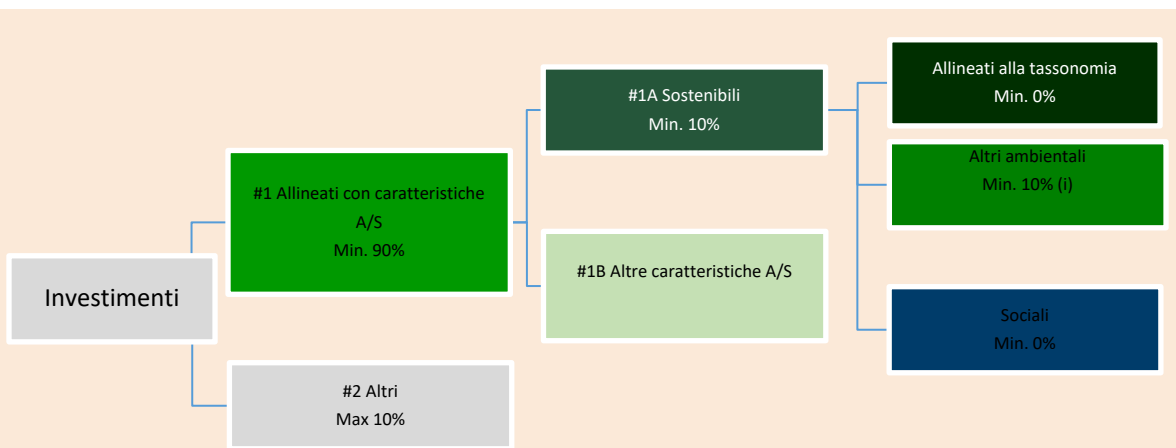 Investimenti
#1 Allineati con caratteristiche
A/S
Min. 90%
#2 Altri
Max 10%
#1A Sostenibili
Min. 10%
#1B Altre caratteristiche A/S
Allineati alla tassonomia
Min. 0%
Altri ambientali
Min. 10% (i)
Sociali
Min. 0%